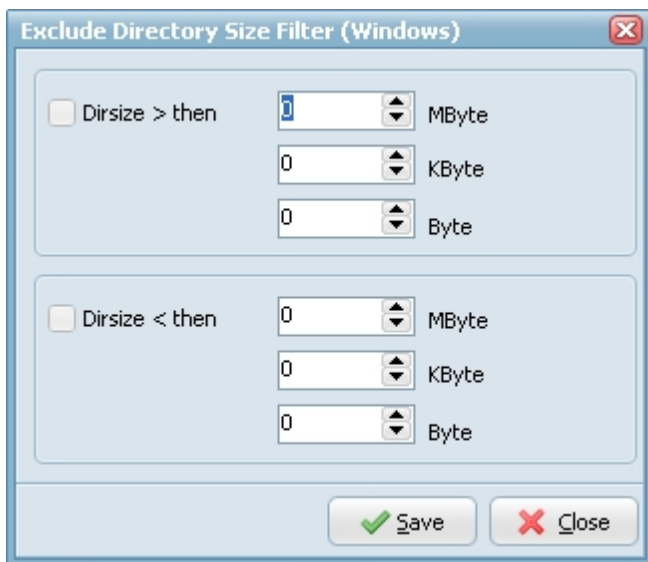 Exclude Directory Size Filter (Windows)
Dirsize > then 0 MByte
0 KByte
0 Byte
Dirsize < then 0 MByte
0 KByte
0 Byte
Save Close